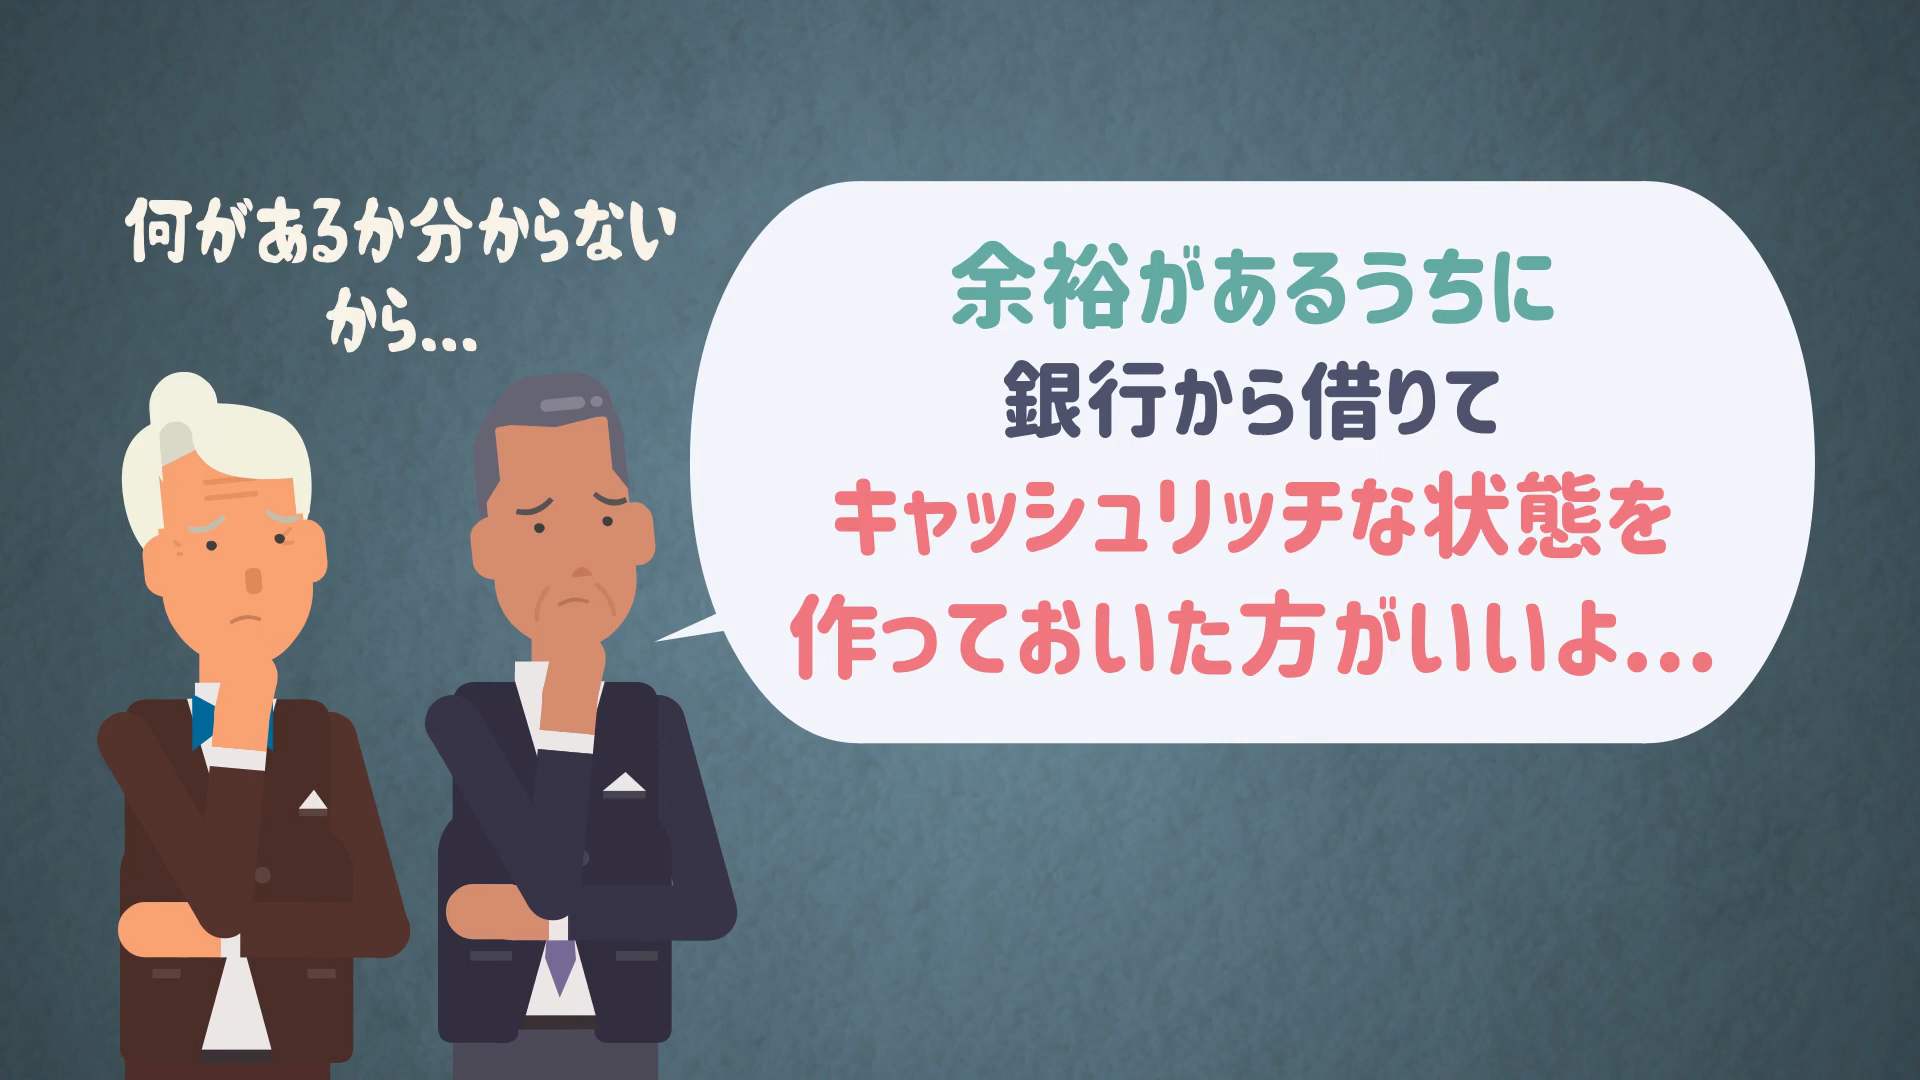 何があるか分からない
から...
余裕があるうちに
銀行から借りて
キャッシュリッチな状態を
作っておいた方がいいよ...